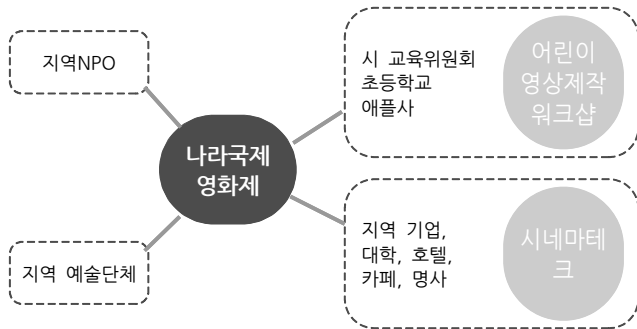 지역NPO
나라국제
영화제
지역 예술단체
시 교육위원회
초등학교
애플사
어린이
영상제작
워크샵
지역 기업,
대학, 호텔,
카페, 명사
시네마테
크